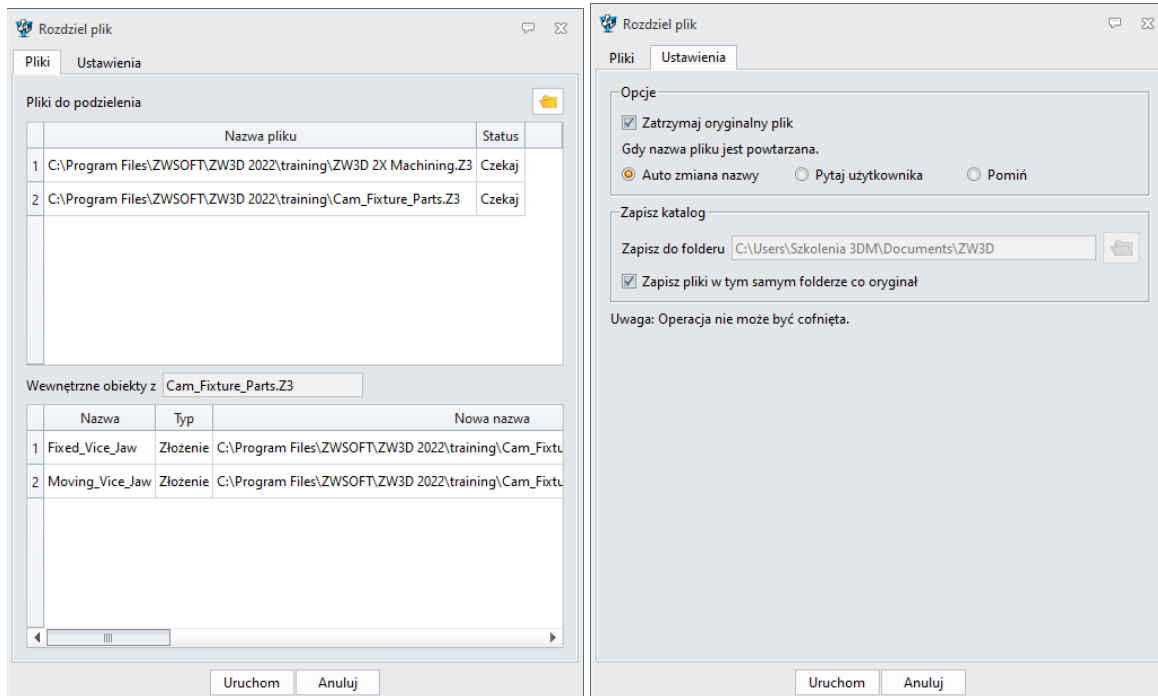 Rozdziel plik
Pliki Ustawienia
Pliki do podzielenia
Nazwa pliku Status
1 C:\Program Files\ZWSOFT\ZW3D 2022\training\ZW3D 2X Machining.Z3 Czekaj
2 C:\Program Files\ZWSOFT\ZW3D 2022\training\Cam_Fixture_Parts.Z3 Czekaj
Wewnętrzne obiekty z Cam_Fixture_Parts.Z3
Nazwa Typ Nowa nazwa
1 Fixed_Vice_Jaw Złożenie C:\Program Files\ZWSOFT\ZW3D 2022\training\Cam_Fixtu
2 Moving_Vice_Jaw Złożenie C:\Program Files\ZWSOFT\ZW3D 2022\training\Cam_Fixtu
Uruchom Anuluj
Rozdziel plik
Pliki Ustawienia
Opcje
Zatrzymaj oryginalny plik
Gdy nazwa pliku jest powtarzana.
Auto zmiana nazwy Pytaj użytkownika Pomiń
Zapisz katalog
Zapisz do folderu C:\Users\Szkolenia 3DM\Documents\ZW3D
Zapisz pliki w tym samym folderze co oryginał
Uwaga: Operacja nie może być cofnięta.
Uruchom Anuluj